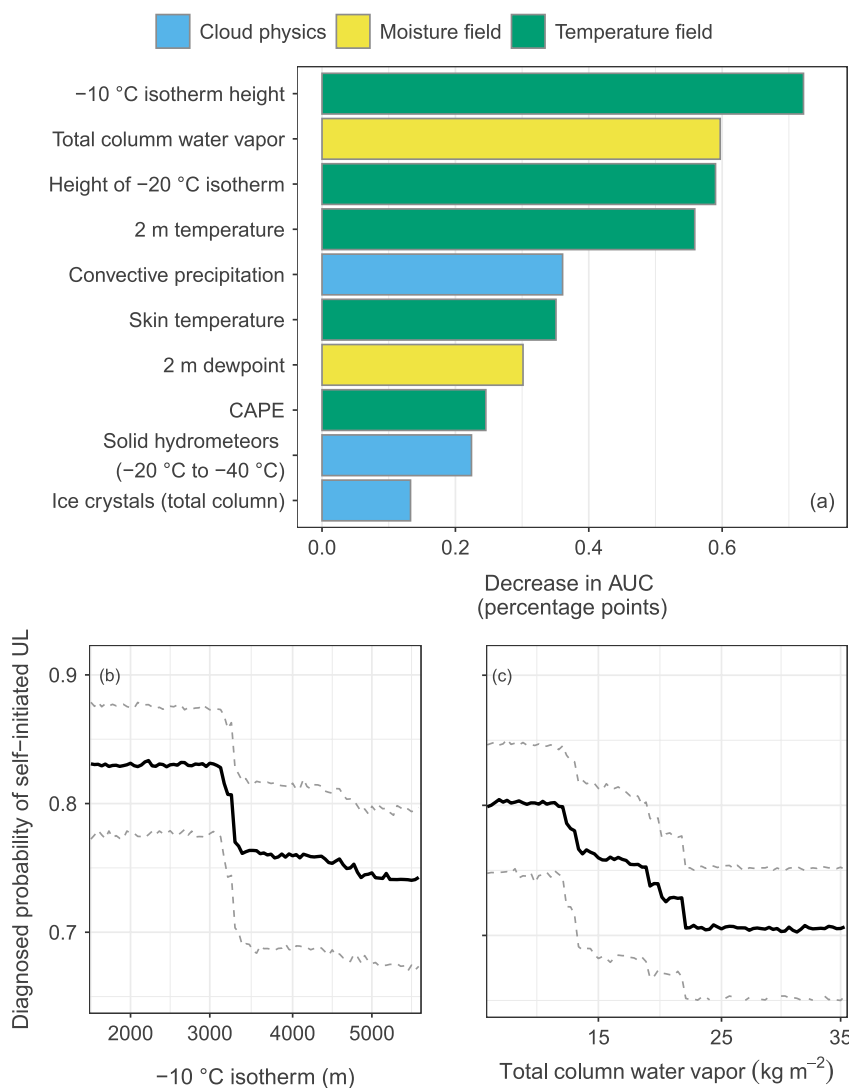 Cloud physics Moisture field Temperature field
−10 °C isotherm height
Total columm water vapor
Height of −20 °C isotherm
2 m temperature
Convective precipitation
Skin temperature
2 m dewpoint
CAPE
Solid hydrometeors
(−20 °C to −40 °C)
Ice crystals (total column)
(a)
0.0 0.2 0.4 0.6
Decrease in AUC
(percentage points)
Diagnosed probability of self−initiated UL
0.9
0.8
0.7
(b)
2000 3000 4000 5000
−10 °C isotherm (m)
(c)
15 25 35
Total column water vapor (kg m−2)